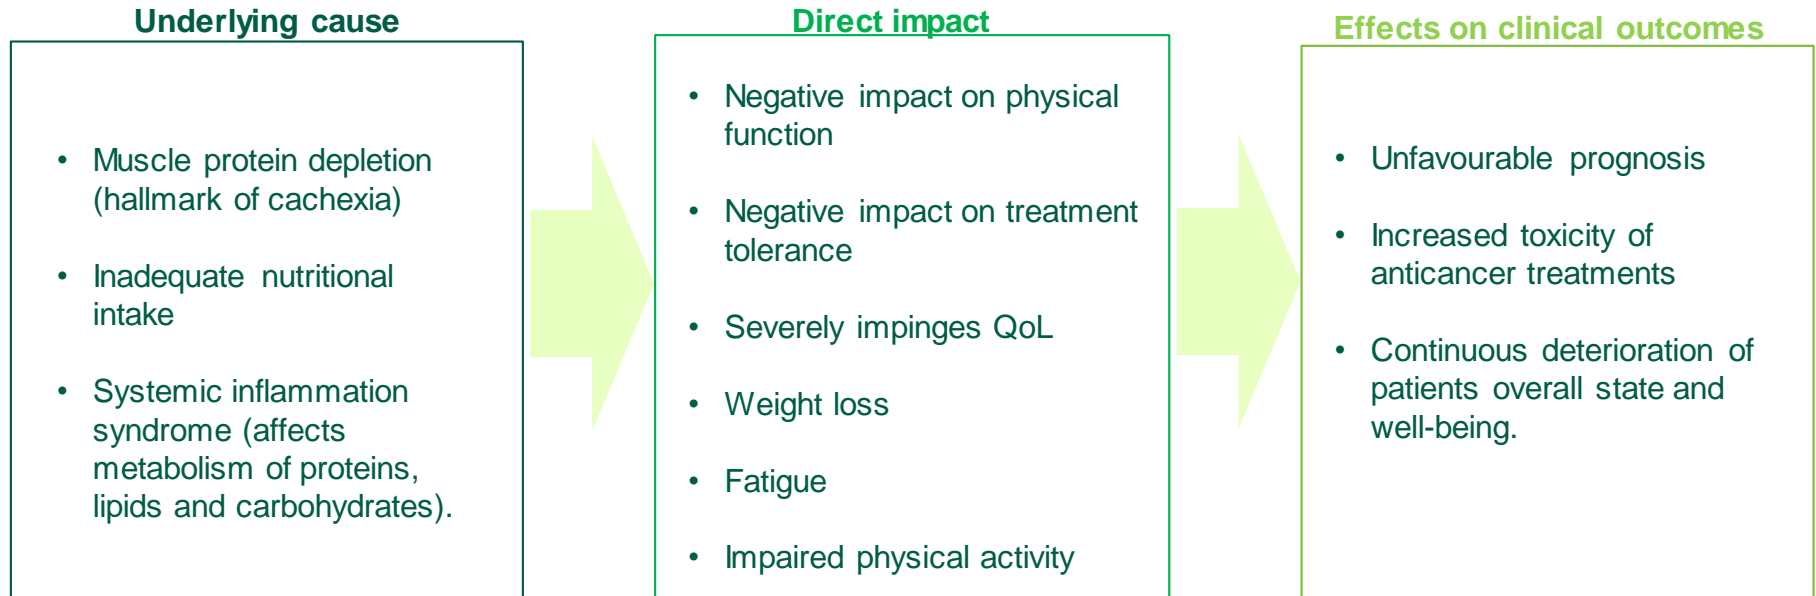 Underlying cause
• Muscle protein depletion
(hallmark of cachexia)
• Inadequate nutritional
intake
• Systemic inflammation
syndrome (affects
metabolism of proteins,
lipids and carbohydrates).
Direct impact
• Negative impact on physical
function
• Negative impact on treatment
tolerance
• Severely impinges QoL
• Weight loss
• Fatigue
• Impaired physical activity
Effects on clinical outcomes
• Unfavourable prognosis
• Increased toxicity of
anticancer treatments
• Continuous deterioration of
patients overall state and
well-being.